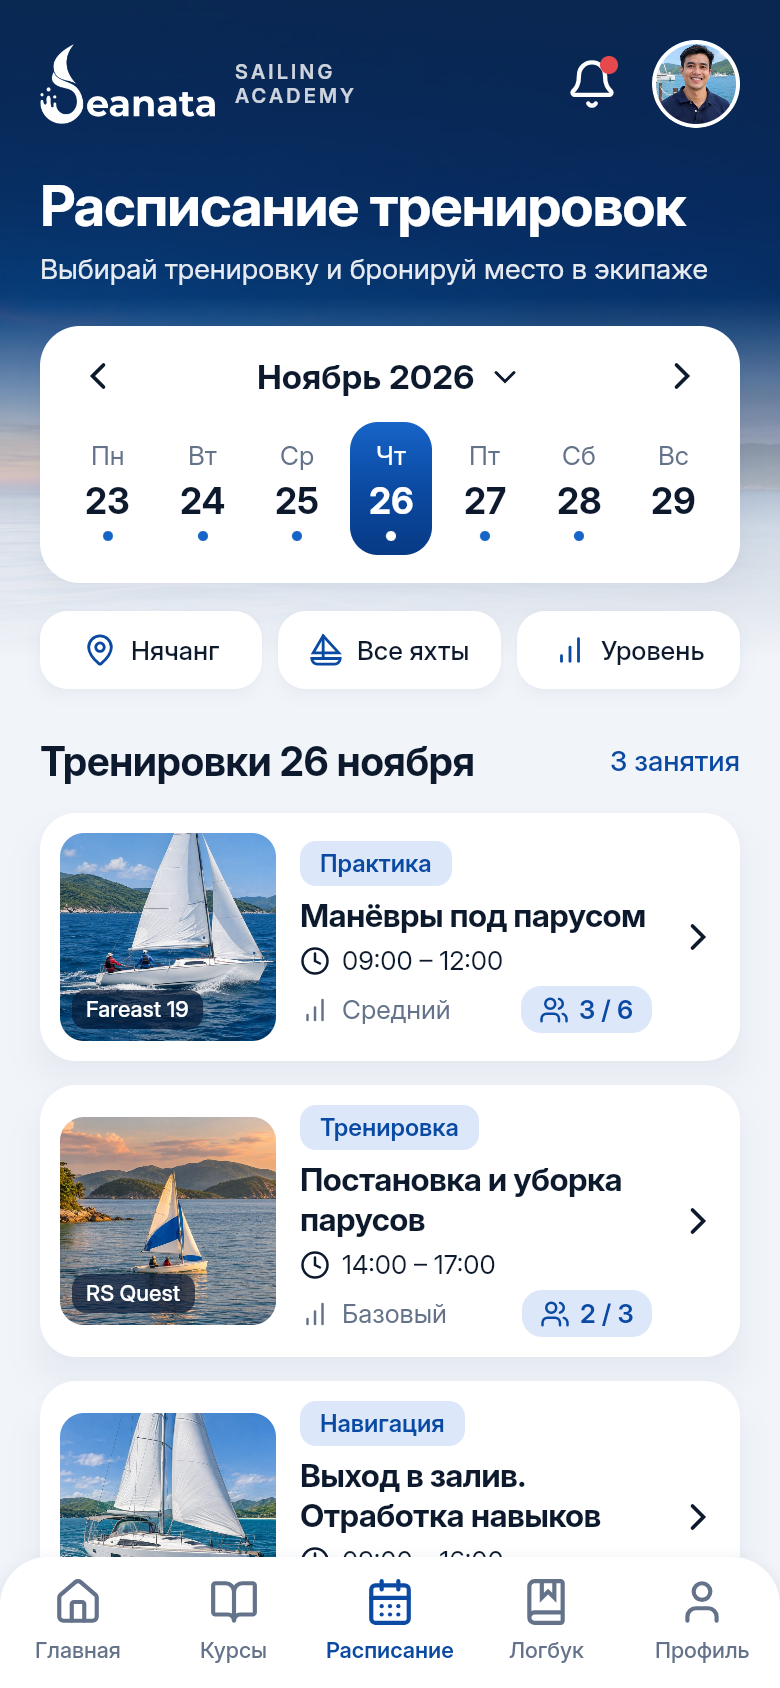 Seanata
SAILING
ACADEMY
Расписание тренировок
Выбирай тренировку и бронируй место в экипаже
Ноябрь 2026
Пн Вт Ср Чт Пт Сб Вс
23 24 25 26 27 28 29
Нячанг Все яхты Уровень
Тренировки 26 ноября 3 занятия
Практика
Манёвры под парусом
09:00 – 12:00
Fareast 19
Средний 3 / 6
Тренировка
Постановка и уборка
парусов
14:00 – 17:00
RS Quest
Базовый 2 / 3
Навигация
Выход в залив.
Отработка навыков
Главная Курсы Расписание Логбук Профиль